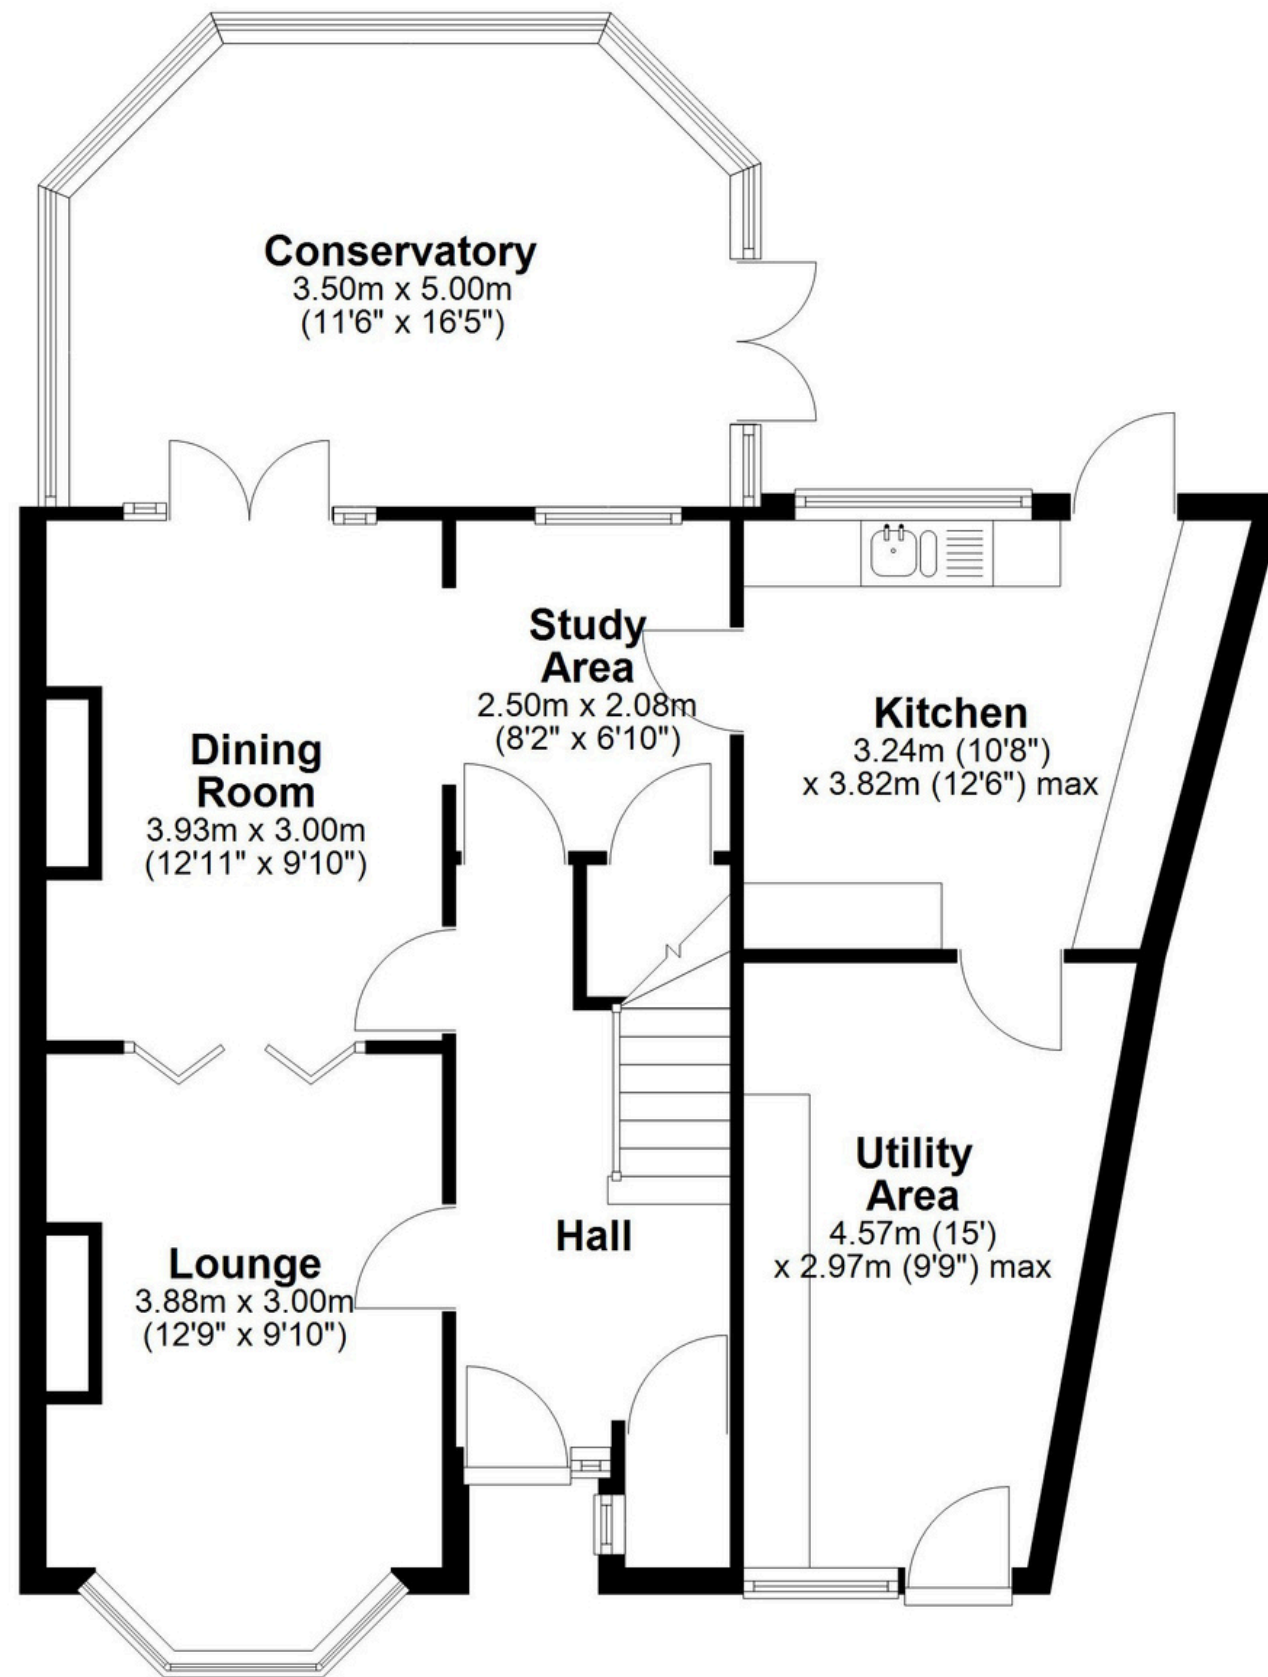 Conservatory
3.50m x 5.00m
(11'6" x 16'5")
Study
Area
2.50m x 2.08m
(8'2" x 6'10")
Kitchen
3.24m (10'8")
x 3.82m (12'6") max
Dining
Room
3.93m x 3.00m
(12'11" x 9'10")
Utility
Area
4.57m (15')
x 2.97m (9'9") max
Hall
Lounge
3.88m x 3.00m
(12'9" x 9'10")